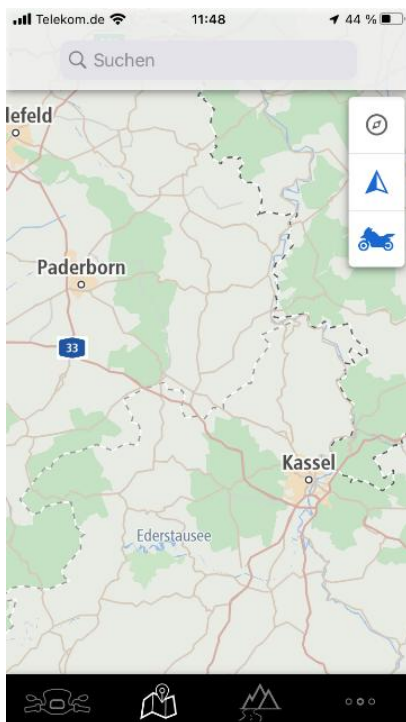 Telekom.de 11:48 44 %
Suchen
lefeld
Paderborn
33
Kassel
Ederstausee